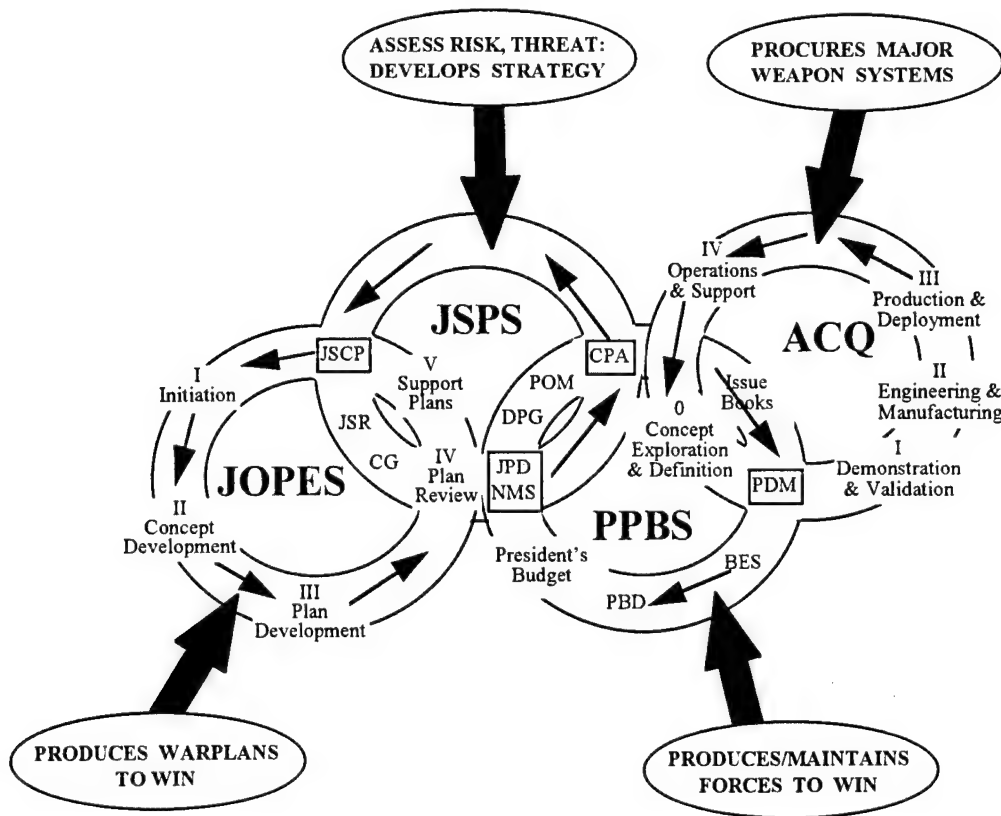 ASSESS RISK, THREAT:
DEVELOPS STRATEGY
PROCURES MAJOR
WEAPON SYSTEMS
IV
Operations
& Support
III
Production &
Deployment
JSPS
ACQ
JSCP
CPA
V
Support
Plans
POM
I
Initiation
Issue
Books
II
Engineering &
Manufacturing
JSR
DPG
0
Concept
Exploration
& Definition
CG
IV
Plan
Review
JPD
NMS
I
Demonstration
& Validation
JOPES
PDM
II
Concept
Development
PPBS
President's
Budget
BES
PBD
III
Plan
Development
PRODUCES WARPLANS
TO WIN
PRODUCES/MAINTAINS
FORCES TO WIN